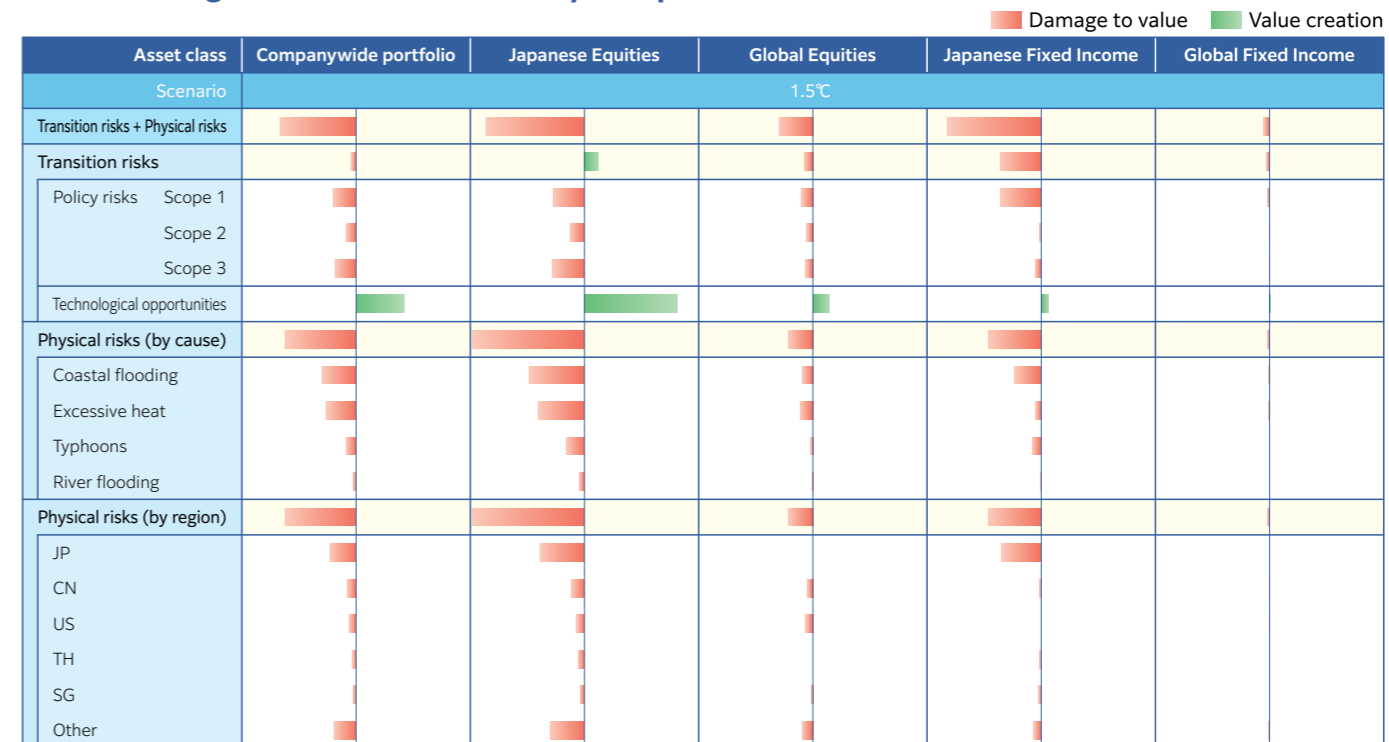 Damage to value Value creation
Asset class Companywide portfolio Japanese Equities Global Equities Japanese Fixed Income Global Fixed Income
Scenario 1.5℃
Transition risks + Physical risks
Transition risks
Policy risks Scope 1
Scope 2
Scope 3
Technological opportunities
Physical risks (by cause)
Coastal flooding
Excessive heat
Typhoons
River flooding
Physical risks (by region)
JP
CN
US
TH
SG
Other